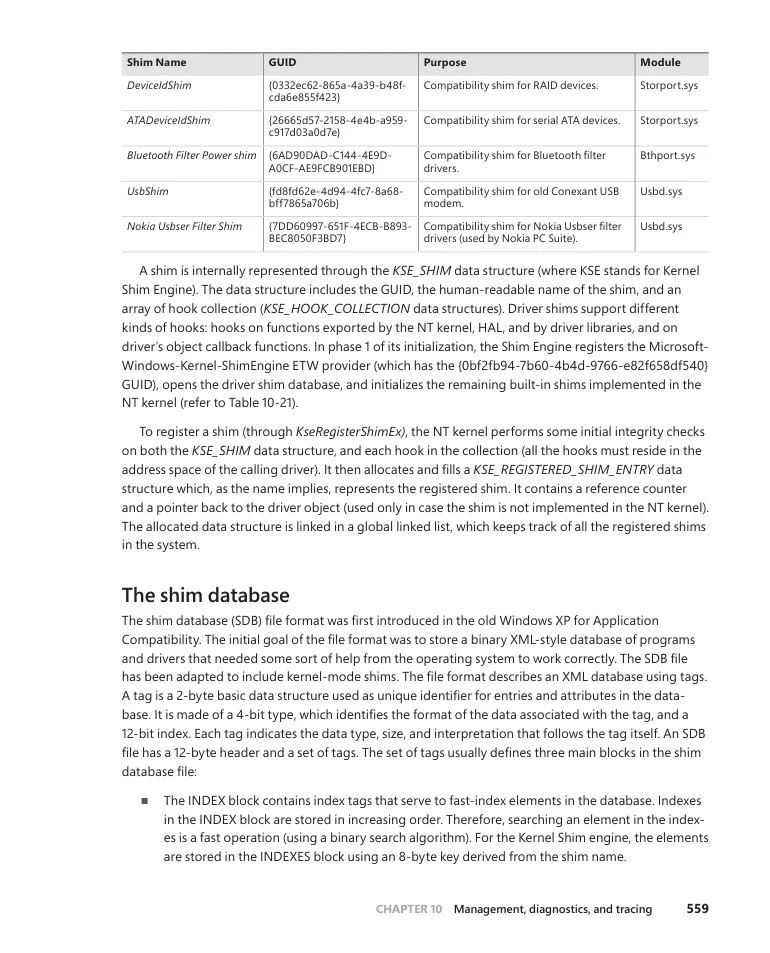 Shim Name GUID Purpose Module
DeviceIdShim {0332ec62-865a-4a39-b48f- Compatibility shim for RAID devices. Storport.sys
cda6e855f423}
ATADeviceIdShim {26665d57-2158-4e4b-a959- Compatibility shim for serial ATA devices. Storport.sys
c917d03a0d7e}
Bluetooth Filter Power shim {6AD90DAD-C144-4E9D- Compatibility shim for Bluetooth filter Bthport.sys
A0CF-AE9FCB901EBD} drivers.
UsbShim {fd8fd62e-4d94-4fc7-8a68- Compatibility shim for old Conexant USB Usbd.sys
bff7865a706b} modem.
Nokia Usbser Filter Shim {7DD60997-651F-4ECB-B893- Compatibility shim for Nokia Usbser filter Usbd.sys
BEC8050F3BD7} drivers (used by Nokia PC Suite).
A shim is internally represented through the KSE_SHIM data structure (where KSE stands for Kernel
Shim Engine). The data structure includes the GUID, the human-readable name of the shim, and an
array of hook collection (KSE_HOOK_COLLECTION data structures). Driver shims support different
kinds of hooks: hooks on functions exported by the NT kernel, HAL, and by driver libraries, and on
driver's object callback functions. In phase 1 of its initialization, the Shim Engine registers the Microsoft-
Windows-Kernel-ShimEngine ETW provider (which has the {0bf2fb94-7b60-4b4d-9766-e82f658df540}
GUID), opens the driver shim database, and initializes the remaining built-in shims implemented in the
NT kernel (refer to Table 10-21).
To register a shim (through KseRegisterShimEx), the NT kernel performs some initial integrity checks
on both the KSE_SHIM data structure, and each hook in the collection (all the hooks must reside in the
address space of the calling driver). It then allocates and fills a KSE_REGISTERED_SHIM_ENTRY data
structure which, as the name implies, represents the registered shim. It contains a reference counter
and a pointer back to the driver object (used only in case the shim is not implemented in the NT kernel).
The allocated data structure is linked in a global linked list, which keeps track of all the registered shims
in the system.
The shim database
The shim database (SDB) file format was first introduced in the old Windows XP for Application
Compatibility. The initial goal of the file format was to store a binary XML-style database of programs
and drivers that needed some sort of help from the operating system to work correctly. The SDB file
has been adapted to include kernel-mode shims. The file format describes an XML database using tags.
A tag is a 2-byte basic data structure used as unique identifier for entries and attributes in the data-
base. It is made of a 4-bit type, which identifies the format of the data associated with the tag, and a
12-bit index. Each tag indicates the data type, size, and interpretation that follows the tag itself. An SDB
file has a 12-byte header and a set of tags. The set of tags usually defines three main blocks in the shim
database file:
■ The INDEX block contains index tags that serve to fast-index elements in the database. Indexes
in the INDEX block are stored in increasing order. Therefore, searching an element in the index-
es is a fast operation (using a binary search algorithm). For the Kernel Shim engine, the elements
are stored in the INDEXES block using an 8-byte key derived from the shim name.
CHAPTER 10 Management, diagnostics, and tracing 559